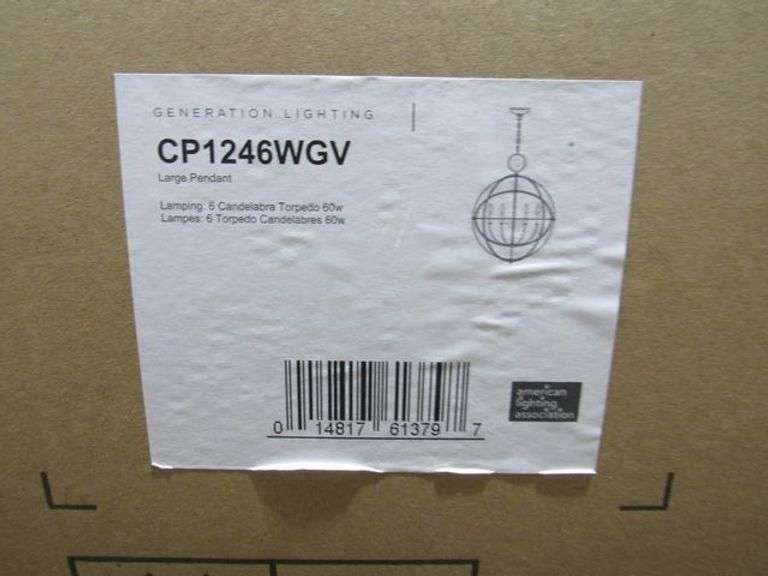 GENERATION LIGHTING
CP1246WGV
Large Pendant
Lamping: 6 Candelabra Torpedo 60w
Lampes: 6 Torpedo Candelabres 60w
american
lighting
association
0 14817 61379 7